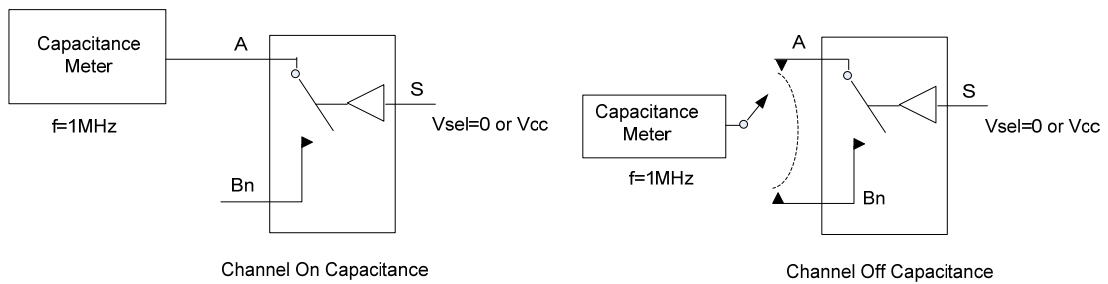 Capacitance
Meter
f=1MHz
A
S
Vsel=0 or Vcc
Bn
Channel On Capacitance
Capacitance
Meter
f=1MHz
A
S
Vsel=0 or Vcc
Bn
Channel Off Capacitance